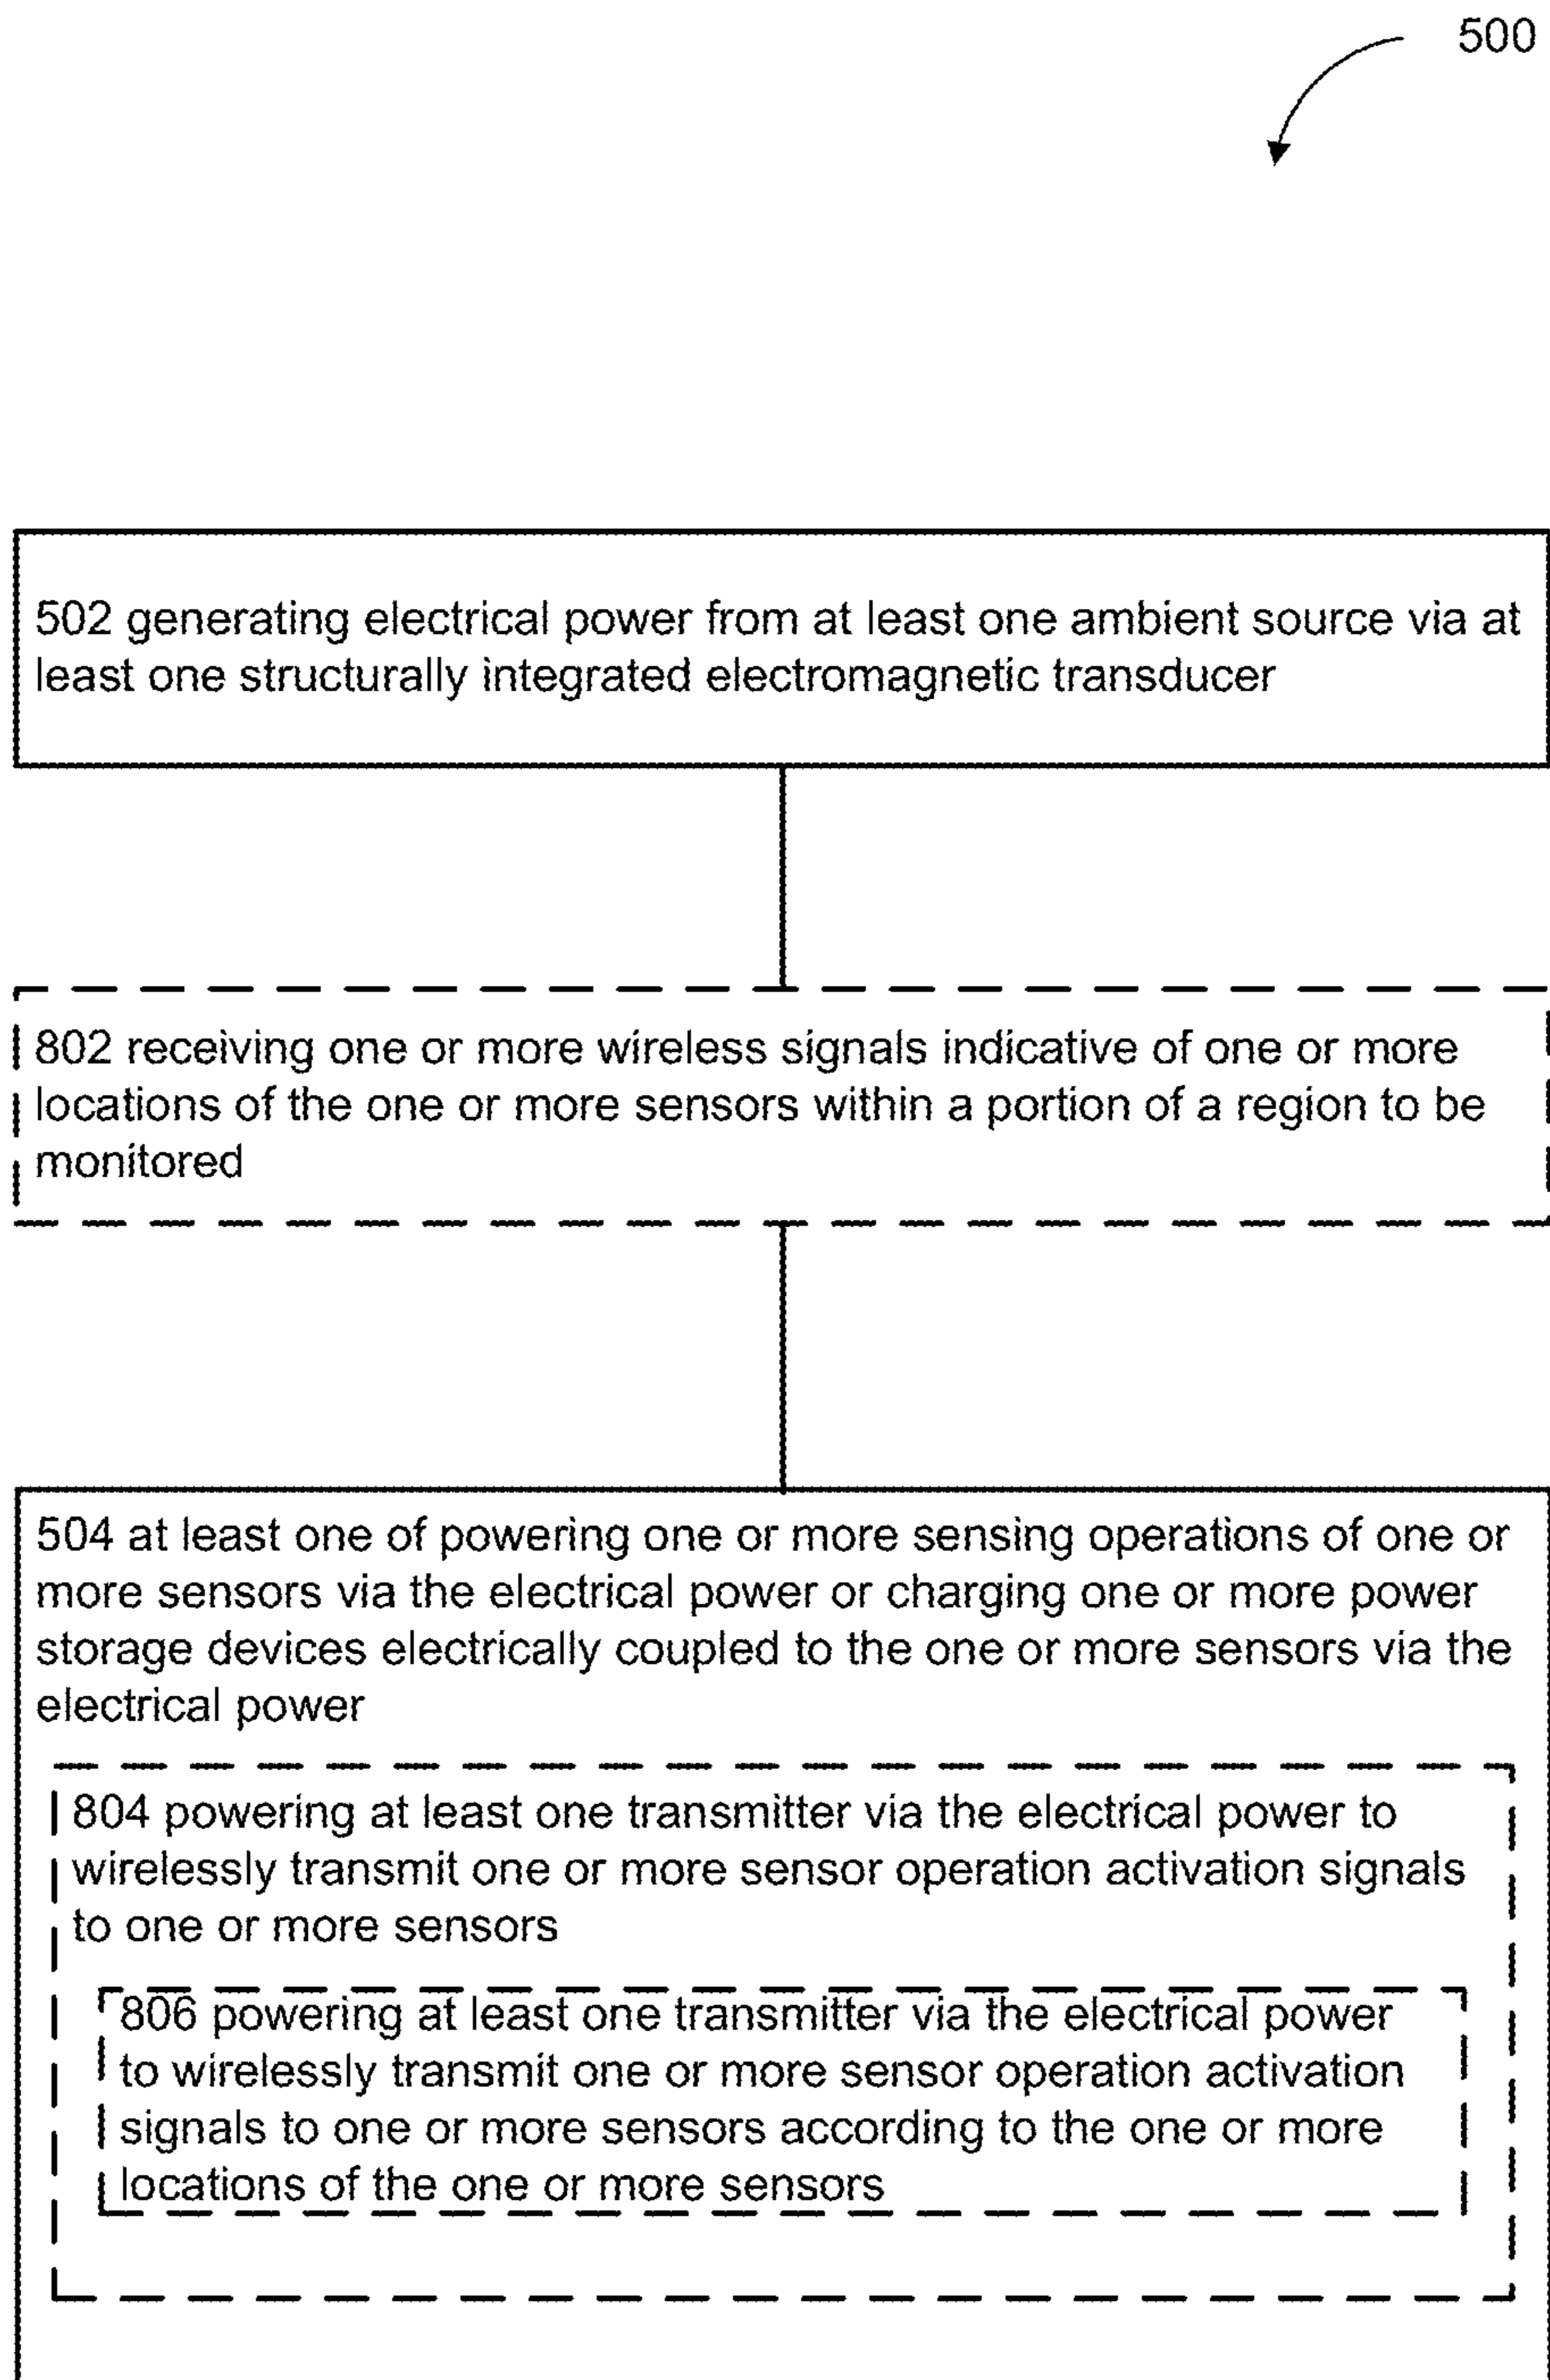 500
502 generating electrical power from at least one ambient source via at
least one structurally integrated electromagnetic transducer
802 receiving one or more wireless signals indicative of one or more
locations of the one or more sensors within a portion of a region to be
monitored
504 at least one of powering one or more sensing operations of one or
more sensors via the electrical power or charging one or more power
storage devices electrically coupled to the one or more sensors via the
electrical power
804 powering at least one transmitter via the electrical power to
wirelessly transmit one or more sensor operation activation signals
to one or more sensors
806 powering at least one transmitter via the electrical power
to wirelessly transmit one or more sensor operation activation
signals to one or more sensors according to the one or more
locations of the one or more sensors